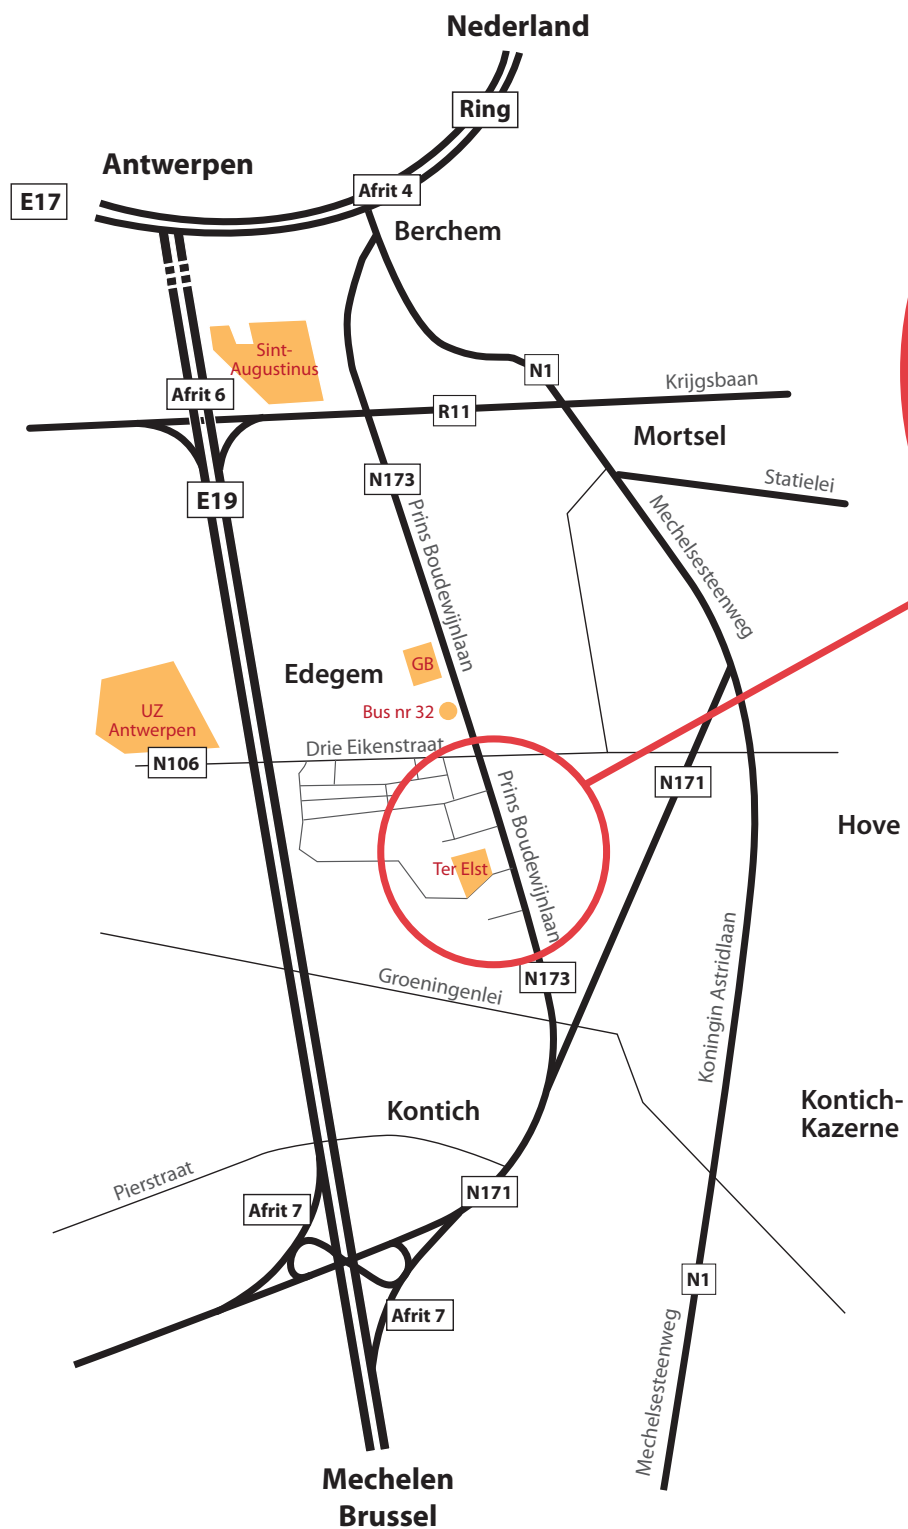 Nederland
Ring
Antwerpen
Afrit 4
E17
Berchem
Sint-
Augustinus
N1
Krijgsbaan
Afrit 6
R11
Mortsel
N173
Statielei
E19
Prins Boudewijnlaan
Mechelsesteenweg
GB
Edegem
UZ
Antwerpen
Bus nr 32
Drie Eikenstraat
N106
N171
Prins Boudewijnlaan
Hove
Ter Elst
N173
Groeningenlei
Koningin Astridlaan
Kontich
Kontich-
Kazerne
Pierstraat
N171
Afrit 7
N1
Afrit 7
Mechelsesteenweg
Mechelen
Brussel